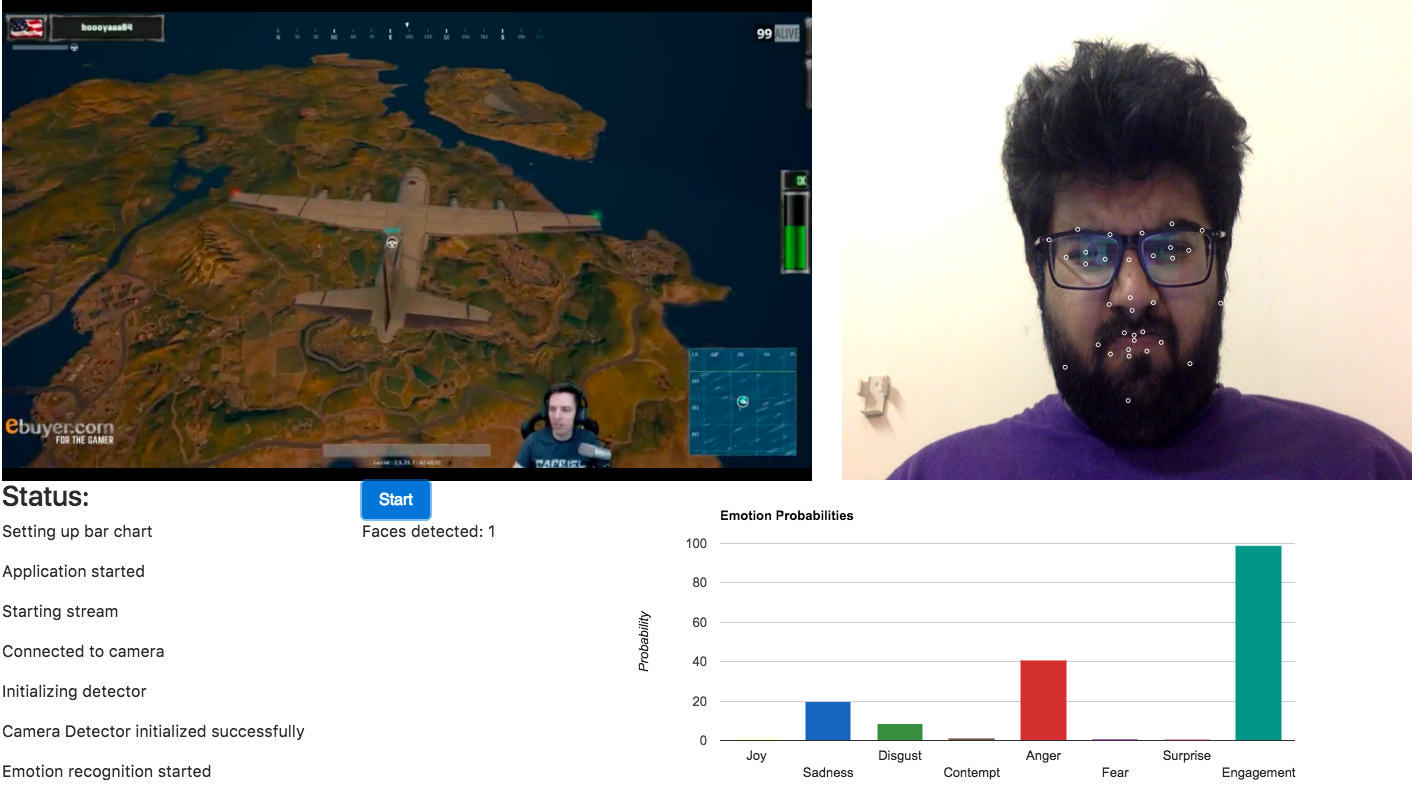 boooyaaa84
99 ALIVE
ebuyer.com
FOR THE GAMER
Status:
Start
Setting up bar chart
Faces detected: 1
Application started
Starting stream
Connected to camera
Initializing detector
Camera Detector initialized successfully
Emotion recognition started
Emotion Probabilities
Probability
100
80
60
40
20
0
Joy
Sadness
Disgust
Contempt
Anger
Fear
Surprise
Engagement